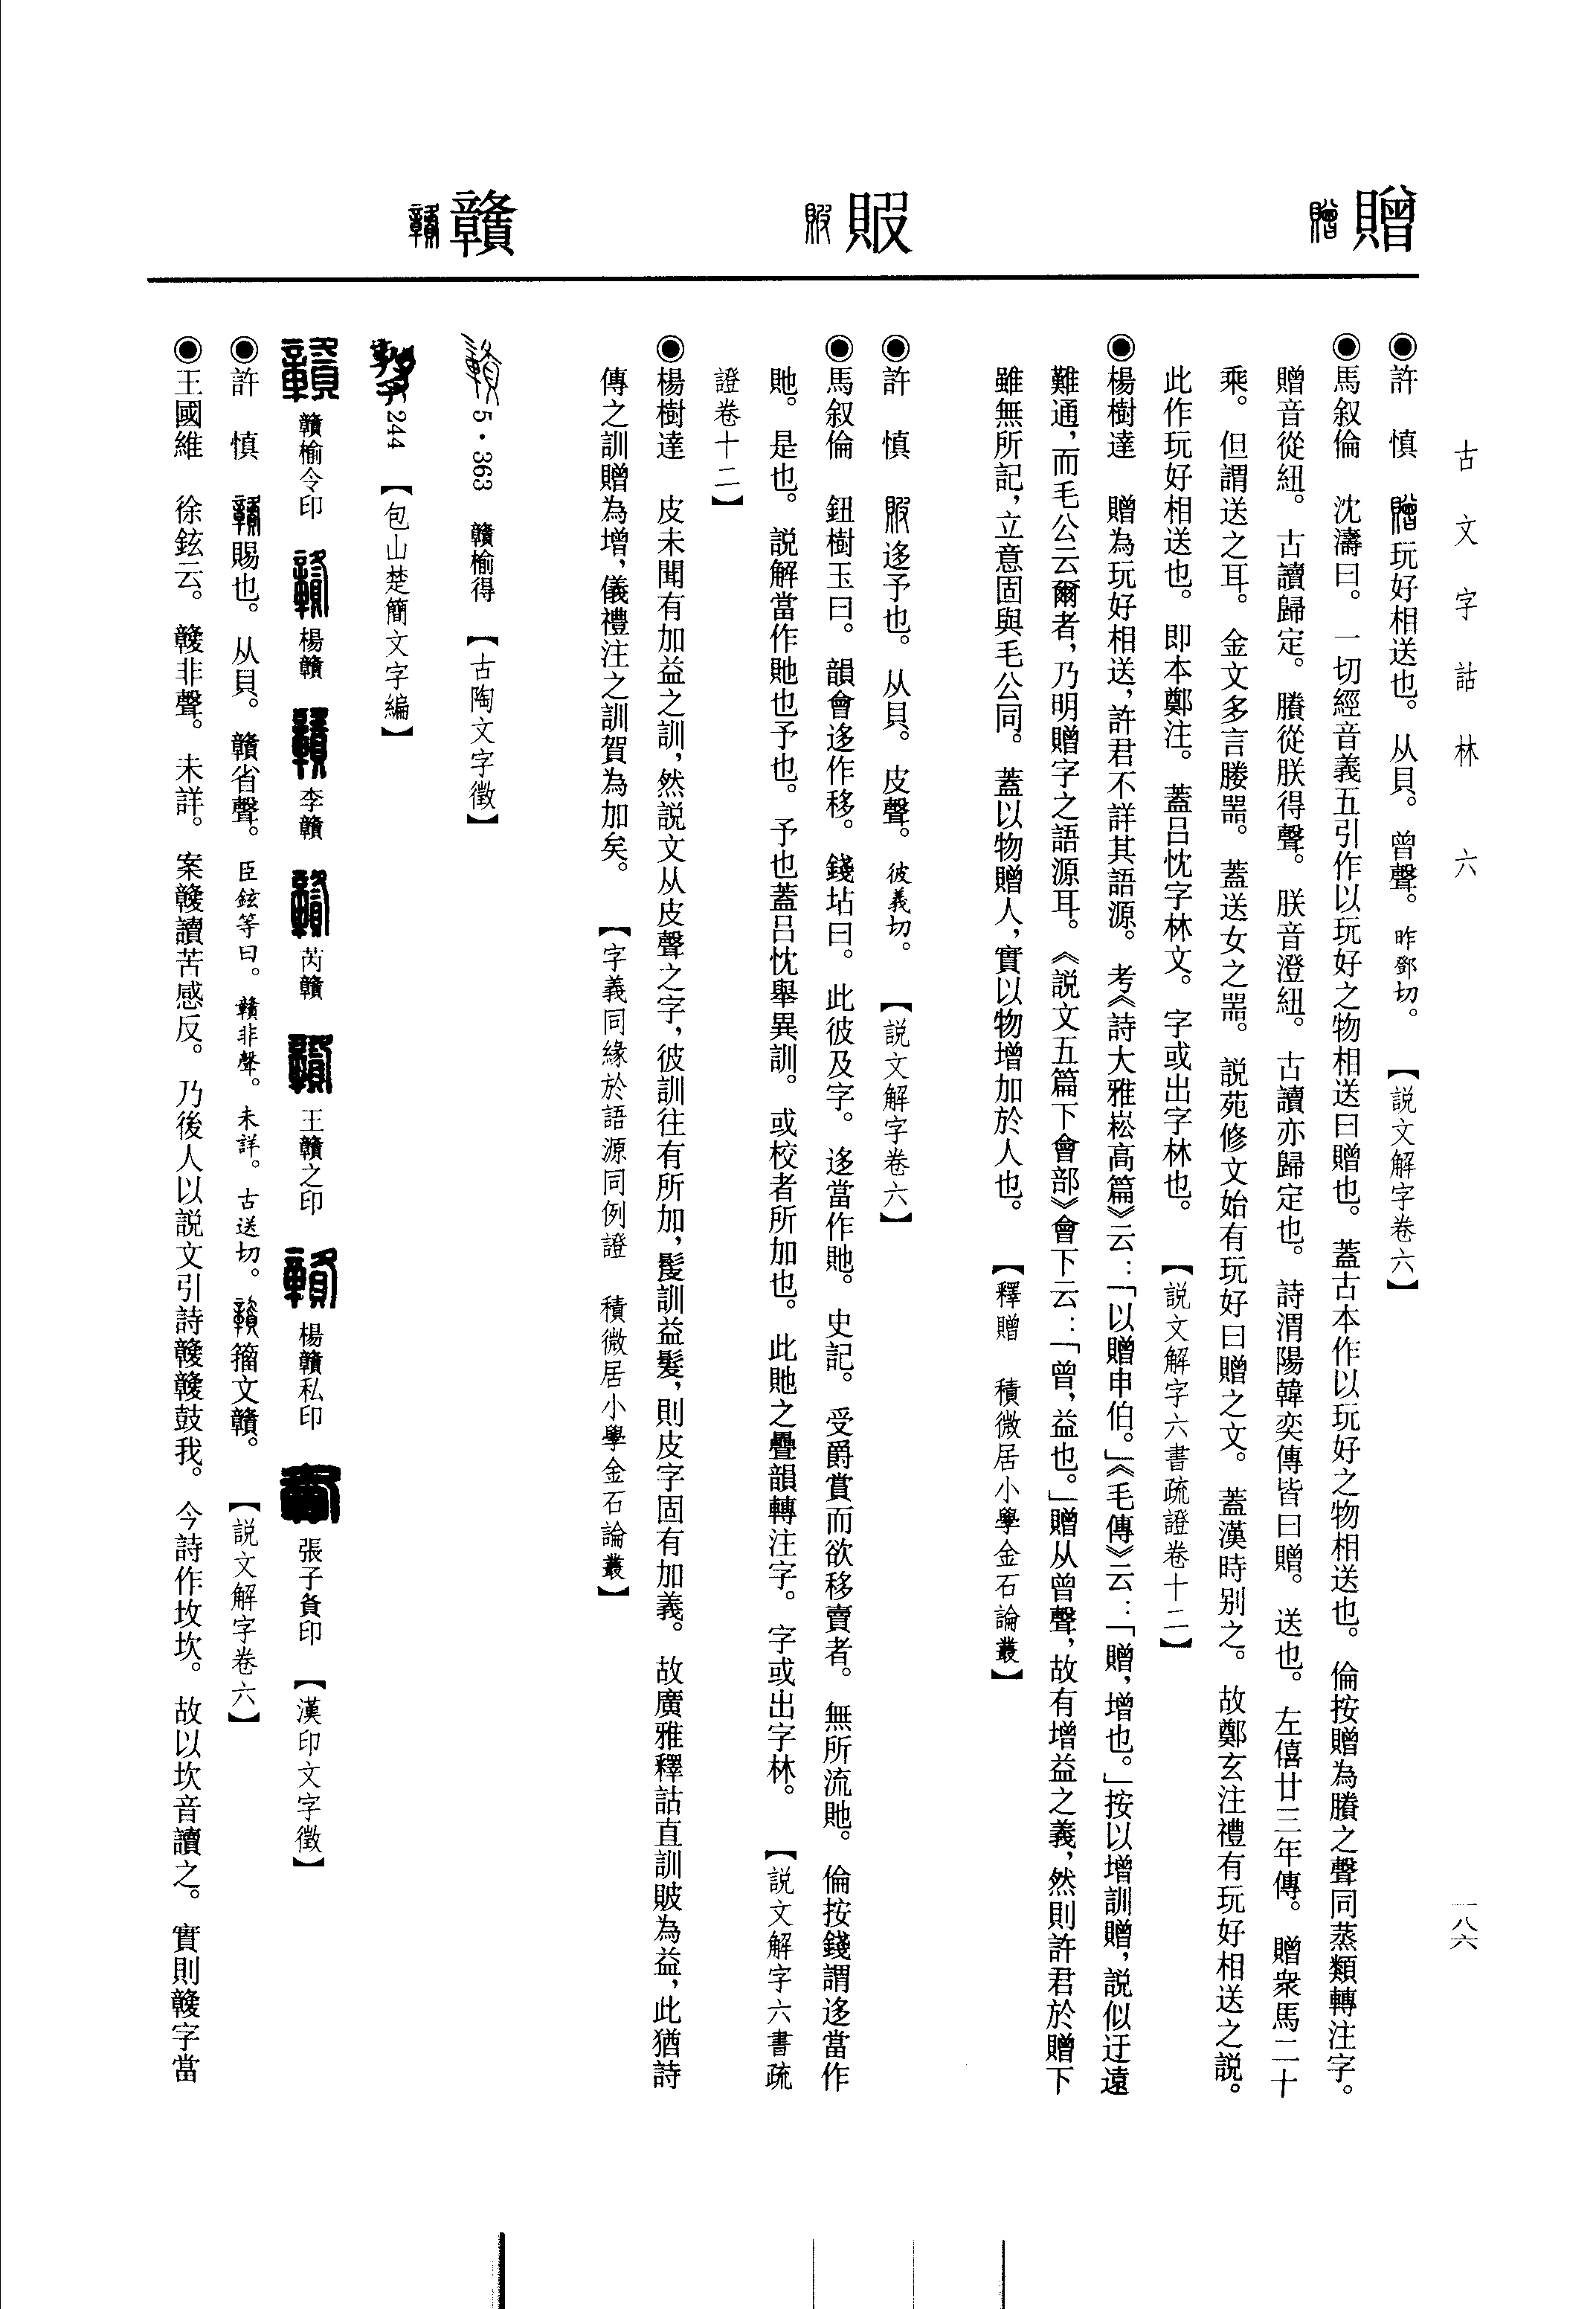 古文字詁林 六
一八六
贈
◉許 慎 玩好相送也。从貝。曾聲。昨鄧切。 【説文解字卷六】
◉馬叙倫 沈濤曰。一切經音義五引作以玩好之物相送曰贈也。蓋古本作以玩好之物相送也。倫按贈為賸之聲同蒸類轉注字。
贈音從紐。古讀歸定。賸從朕得聲。朕音澄紐。古讀亦歸定也。詩渭陽韓奕傳皆曰贈。送也。左僖廿三年傳。贈衆馬二十
乘。但謂送之耳。金文多言媵噐。蓋送女之噐。説苑修文始有玩好曰贈之文。蓋漢時别之。故鄭玄注禮有玩好相送之説。
此作玩好相送也。即本鄭注。蓋吕忱字林文。字或出字林也。 【説文解字六書疏證卷十二】
◉楊樹達 贈為玩好相送，許君不詳其語源。考《詩大雅崧高篇》云：「以贈申伯。」《毛傳》云：「贈，增也。」按以增訓贈，説似迂遠
難通，而毛公云爾者，乃明贈字之語源耳。《説文五篇下會部》會下云：「曾，益也。」贈从曾聲，故有增益之義，然則許君於贈下
雖無所記，立意固與毛公同。蓋以物贈人，實以物增加於人也。 【釋贈 積微居小學金石論叢】
貱
◉許 慎 迻予也。从貝。皮聲。彼義切。 【説文解字卷六】
◉馬叙倫 鈕樹玉曰。韻會迻作移。錢坫曰。此彼及字。迻當作貤。史記。受爵賞而欲移賣者。無所流貤。倫按錢謂迻當作
貤。是也。説解當作貤也予也。予也蓋吕忱舉異訓。或校者所加也。此貤之疊韻轉注字。字或出字林。 【説文解字六書疏
證卷十二】
◉楊樹達 皮未聞有加益之訓，然説文从皮聲之字，彼訓往有所加，髲訓益髮，則皮字固有加義。故廣雅釋詁直訓貱為益，此猶詩
傳之訓贈為增，儀禮注之訓賀為加矣。 【字義同緣於語源同例證 積微居小學金石論叢】
贛
5·363 贛榆得 【古陶文字徵】
244 【包山楚簡文字編】
贛榆令印 楊贛 李贛 芮贛 王贛之印 楊贛私印 張子貟印 【漢印文字徵】
◉許 慎 賜也。从貝。贛省聲。臣鉉等曰。贛非聲。未詳。古送切。籀文贛。 【説文解字卷六】
◉王國維 徐鉉云。竷非聲。未詳。案竷讀苦感反。乃後人以説文引詩竷竷鼓我。今詩作坎坎。故以坎音讀之。實則竷字當